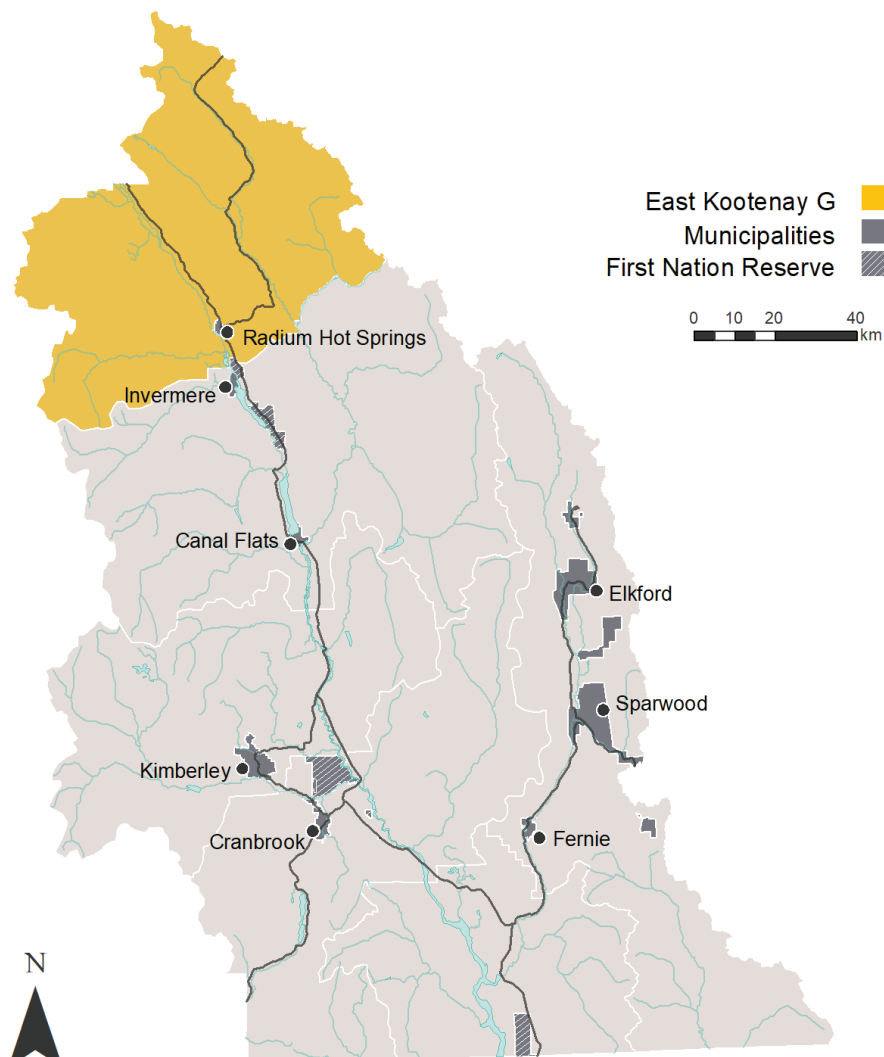 East Kootenay G
Municipalities
First Nation Reserve
0 10 20 40
km
Radium Hot Springs
Invermere
Canal Flats
Elkford
Sparwood
Kimberley
Cranbrook
Fernie
N